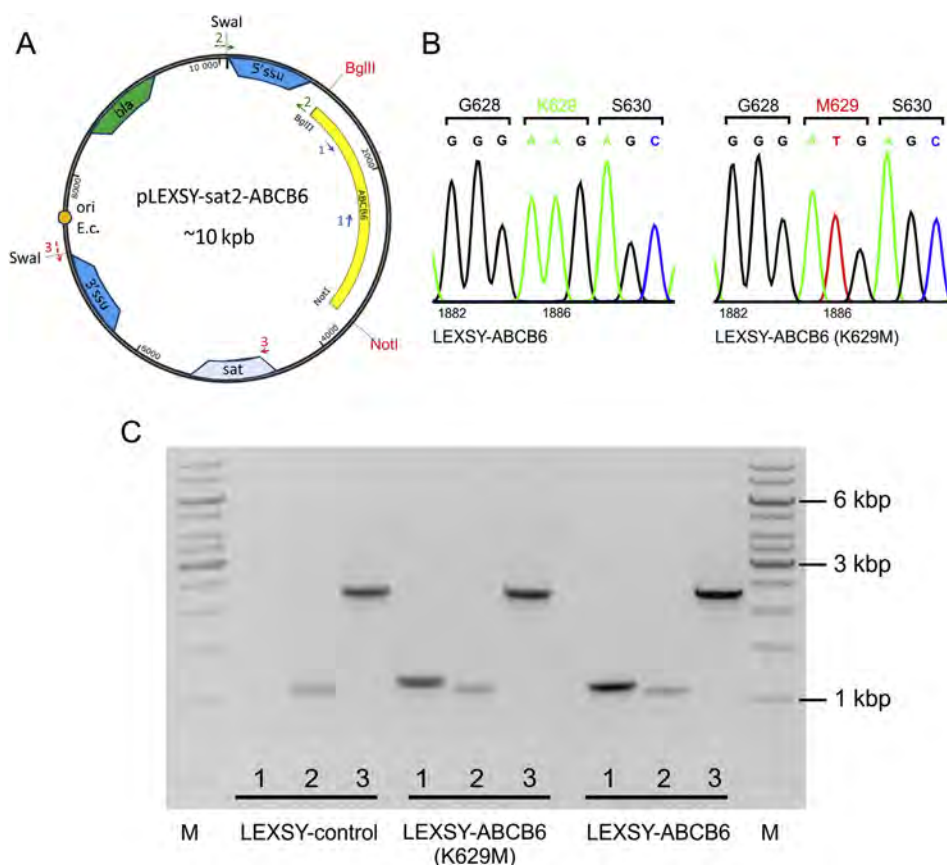 A
SwaI
2
10 000
5'ssu
BglII
bla
2
BglII
2000
1
ABCB6
pLEXSY-sat2-ABCB6
8000
ori
E.c.
1
~10 kpb
3
SwaI
3'ssu
NotI
4000
NotI
5000
3
sat
B
G628 K629 S630
G G G A A G A G C
1882 1886
LEXSY-ABCB6
G628 M629 S630
G G G A T G A G C
1882 1886
LEXSY-ABCB6 (K629M)
C
6 kbp
3 kbp
1 kbp
1 2 3 1 2 3 1 2 3
M LEXSY-control LEXSY-ABCB6 (K629M) LEXSY-ABCB6 M